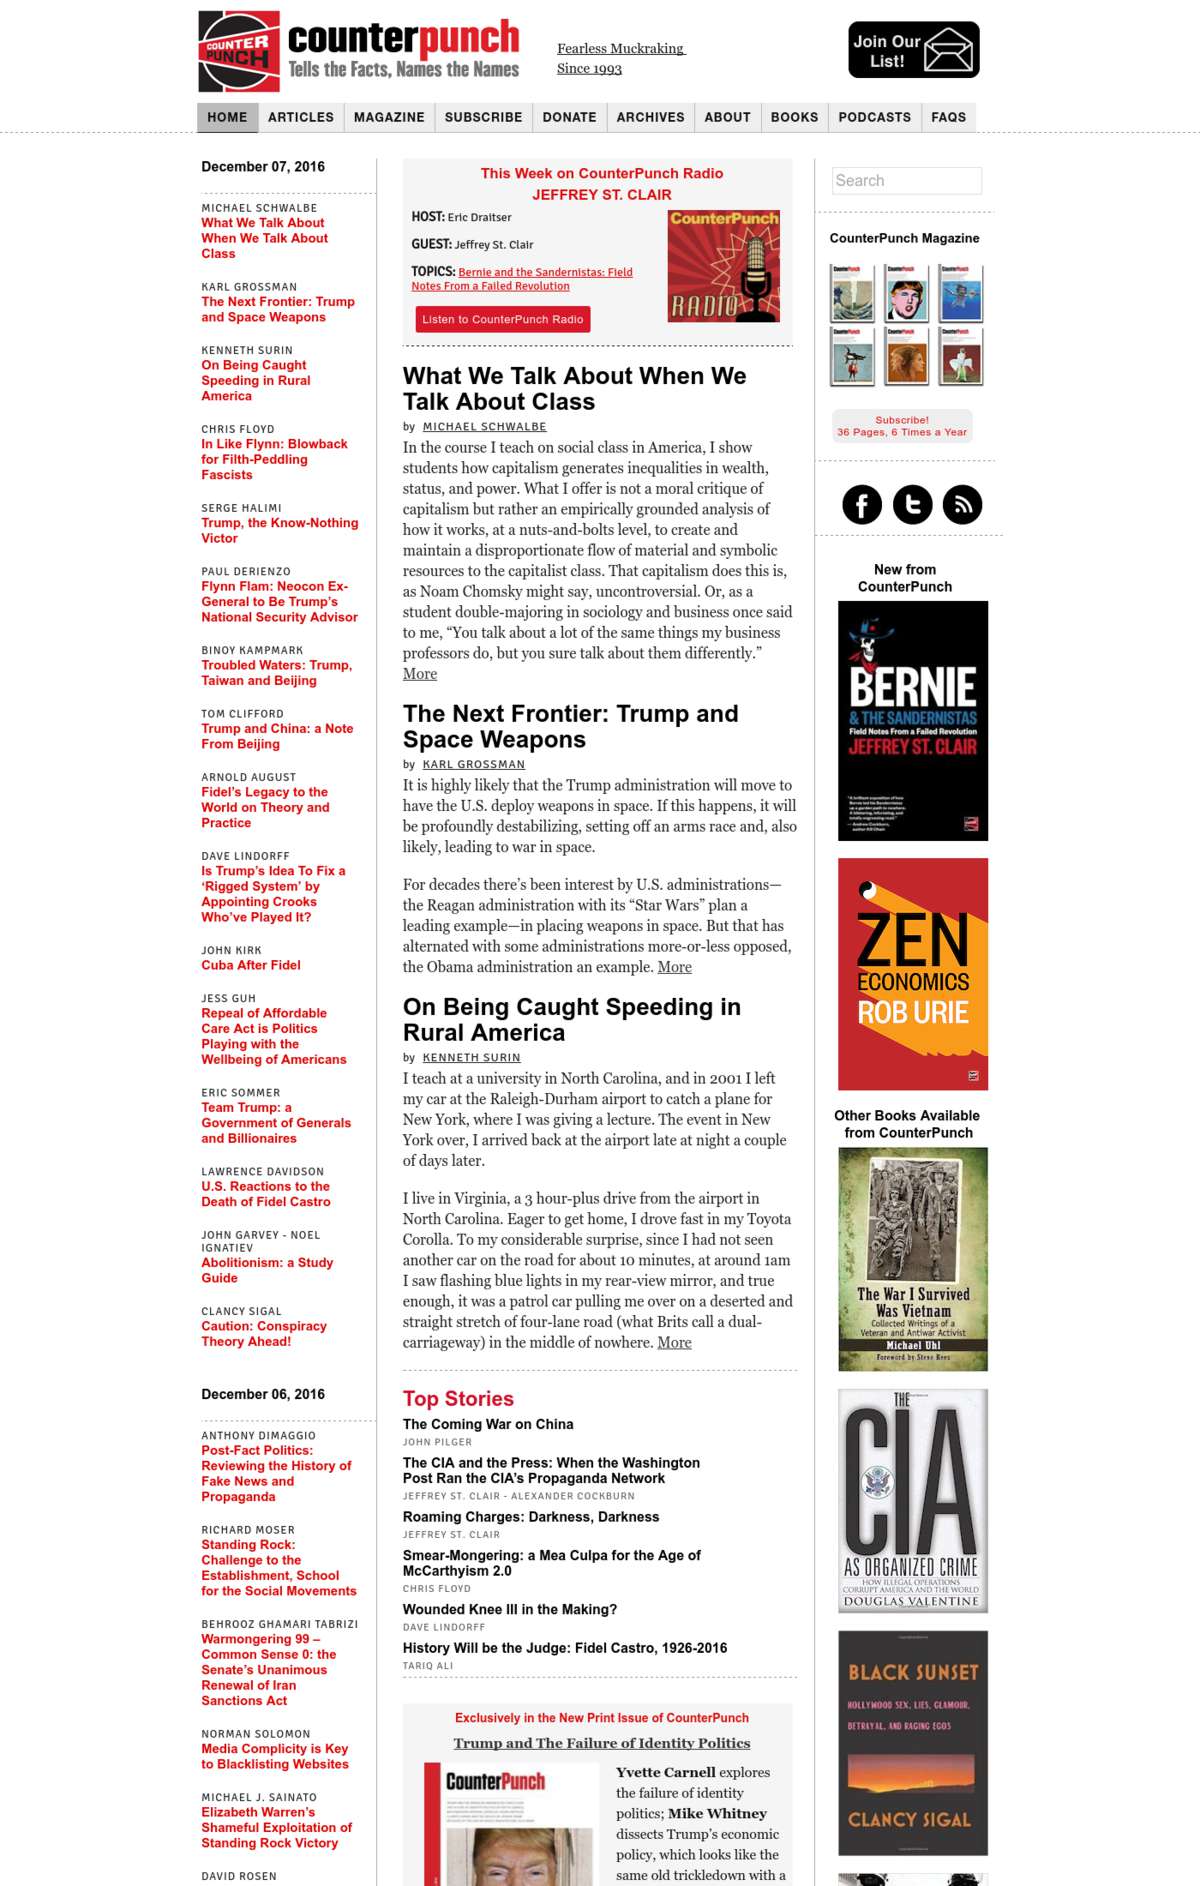 COUNTER
PUNCH
counterpunch
Tells the Facts, Names the Names
Fearless Muckraking
Since 1993
Join Our
List!
HOME
ARTICLES
MAGAZINE
SUBSCRIBE
DONATE
ARCHIVES
ABOUT
BOOKS
PODCASTS
FAQS
December 07, 2016
MICHAEL SCHWALBE
What We Talk About
When We Talk About
Class
KARL GROSSMAN
The Next Frontier: Trump
and Space Weapons
KENNETH SURIN
On Being Caught
Speeding in Rural
America
CHRIS FLOYD
In Like Flynn: Blowback
for Filth-Peddling
Fascists
SERGE HALIMI
Trump, the Know-Nothing
Victor
PAUL DERIENZO
Flynn Flam: Neocon Ex-
General to Be Trump’s
National Security Advisor
BINOY KAMPMARK
Troubled Waters: Trump,
Taiwan and Beijing
TOM CLIFFORD
Trump and China: a Note
From Beijing
ARNOLD AUGUST
Fidel’s Legacy to the
World on Theory and
Practice
DAVE LINDORFF
Is Trump’s Idea To Fix a
‘Rigged System’ by
Appointing Crooks
Who’ve Played It?
JOHN KIRK
Cuba After Fidel
JESS GUH
Repeal of Affordable
Care Act is Politics
Playing with the
Wellbeing of Americans
ERIC SOMMER
Team Trump: a
Government of Generals
and Billionaires
LAWRENCE DAVIDSON
U.S. Reactions to the
Death of Fidel Castro
JOHN GARVEY - NOEL
IGNATIEV
Abolitionism: a Study
Guide
CLANCY SIGAL
Caution: Conspiracy
Theory Ahead!
December 06, 2016
ANTHONY DIMAGGIO
Post-Fact Politics:
Reviewing the History of
Fake News and
Propaganda
RICHARD MOSER
Standing Rock:
Challenge to the
Establishment, School
for the Social Movements
BEHROOZ GHAMARI TABRIZI
Warmongering 99 –
Common Sense 0: the
Senate’s Unanimous
Renewal of Iran
Sanctions Act
NORMAN SOLOMON
Media Complicity is Key
to Blacklisting Websites
MICHAEL J. SAINATO
Elizabeth Warren’s
Shameful Exploitation of
Standing Rock Victory
DAVID ROSEN
This Week on CounterPunch Radio
JEFFREY ST. CLAIR
HOST: Eric Draitser
GUEST: Jeffrey St. Clair
TOPICS: Bernie and the Sandernistas: Field
Notes From a Failed Revolution
Listen to CounterPunch Radio
CounterPunch
RADIO
What We Talk About When We
Talk About Class
by MICHAEL SCHWALBE
In the course I teach on social class in America, I show
students how capitalism generates inequalities in wealth,
status, and power. What I offer is not a moral critique of
capitalism but rather an empirically grounded analysis of
how it works, at a nuts-and-bolts level, to create and
maintain a disproportionate flow of material and symbolic
resources to the capitalist class. That capitalism does this is,
as Noam Chomsky might say, uncontroversial. Or, as a
student double-majoring in sociology and business once said
to me, “You talk about a lot of the same things my business
professors do, but you sure talk about them differently.”
More
The Next Frontier: Trump and
Space Weapons
by KARL GROSSMAN
It is highly likely that the Trump administration will move to
have the U.S. deploy weapons in space. If this happens, it will
be profoundly destabilizing, setting off an arms race and, also
likely, leading to war in space.
For decades there’s been interest by U.S. administrations—
the Reagan administration with its “Star Wars” plan a
leading example—in placing weapons in space. But that has
alternated with some administrations more-or-less opposed,
the Obama administration an example. More
On Being Caught Speeding in
Rural America
by KENNETH SURIN
I teach at a university in North Carolina, and in 2001 I left
my car at the Raleigh-Durham airport to catch a plane for
New York, where I was giving a lecture. The event in New
York over, I arrived back at the airport late at night a couple
of days later.
I live in Virginia, a 3 hour-plus drive from the airport in
North Carolina. Eager to get home, I drove fast in my Toyota
Corolla. To my considerable surprise, since I had not seen
another car on the road for about 10 minutes, at around 1am
I saw flashing blue lights in my rear-view mirror, and true
enough, it was a patrol car pulling me over on a deserted and
straight stretch of four-lane road (what Brits call a dual-
carriageway) in the middle of nowhere. More
Top Stories
The Coming War on China
JOHN PILGER
The CIA and the Press: When the Washington
Post Ran the CIA’s Propaganda Network
JEFFREY ST. CLAIR - ALEXANDER COCKBURN
Roaming Charges: Darkness, Darkness
JEFFREY ST. CLAIR
Smear-Mongering: a Mea Culpa for the Age of
McCarthyism 2.0
CHRIS FLOYD
Wounded Knee III in the Making?
DAVE LINDORFF
History Will be the Judge: Fidel Castro, 1926-2016
TARIQ ALI
Exclusively in the New Print Issue of CounterPunch
Trump and The Failure of Identity Politics
CounterPunch
Yvette Carnell explores
the failure of identity
politics; Mike Whitney
dissects Trump’s economic
policy, which looks like the
same old trickledown with a
Search
CounterPunch Magazine
CounterPunch
CounterPunch
CounterPunch
CounterPunch
CounterPunch
CounterPunch
Subscribe!
36 Pages, 6 Times a Year
New from
CounterPunch
BERNIE
& THE SANDERNISTAS
Field Notes From a Failed Revolution
JEFFREY ST. CLAIR
ZEN
ECONOMICS
ROB URIE
Other Books Available
from CounterPunch
The War I Survived
Was Vietnam
Collected Writings of a
Veteran and Antiwar Activist
Michael Uhl
Foreword by Steve Rees
THE
CIA
AS ORGANIZED CRIME
HOW ILLEGAL OPERATIONS
CORRUPT AMERICA AND THE WORLD
DOUGLAS VALENTINE
BLACK SUNSET
HOLLYWOOD SEX, LIES, GLAMOUR,
BETRAYAL, AND RAGING EGOS
CLANCY SIGAL